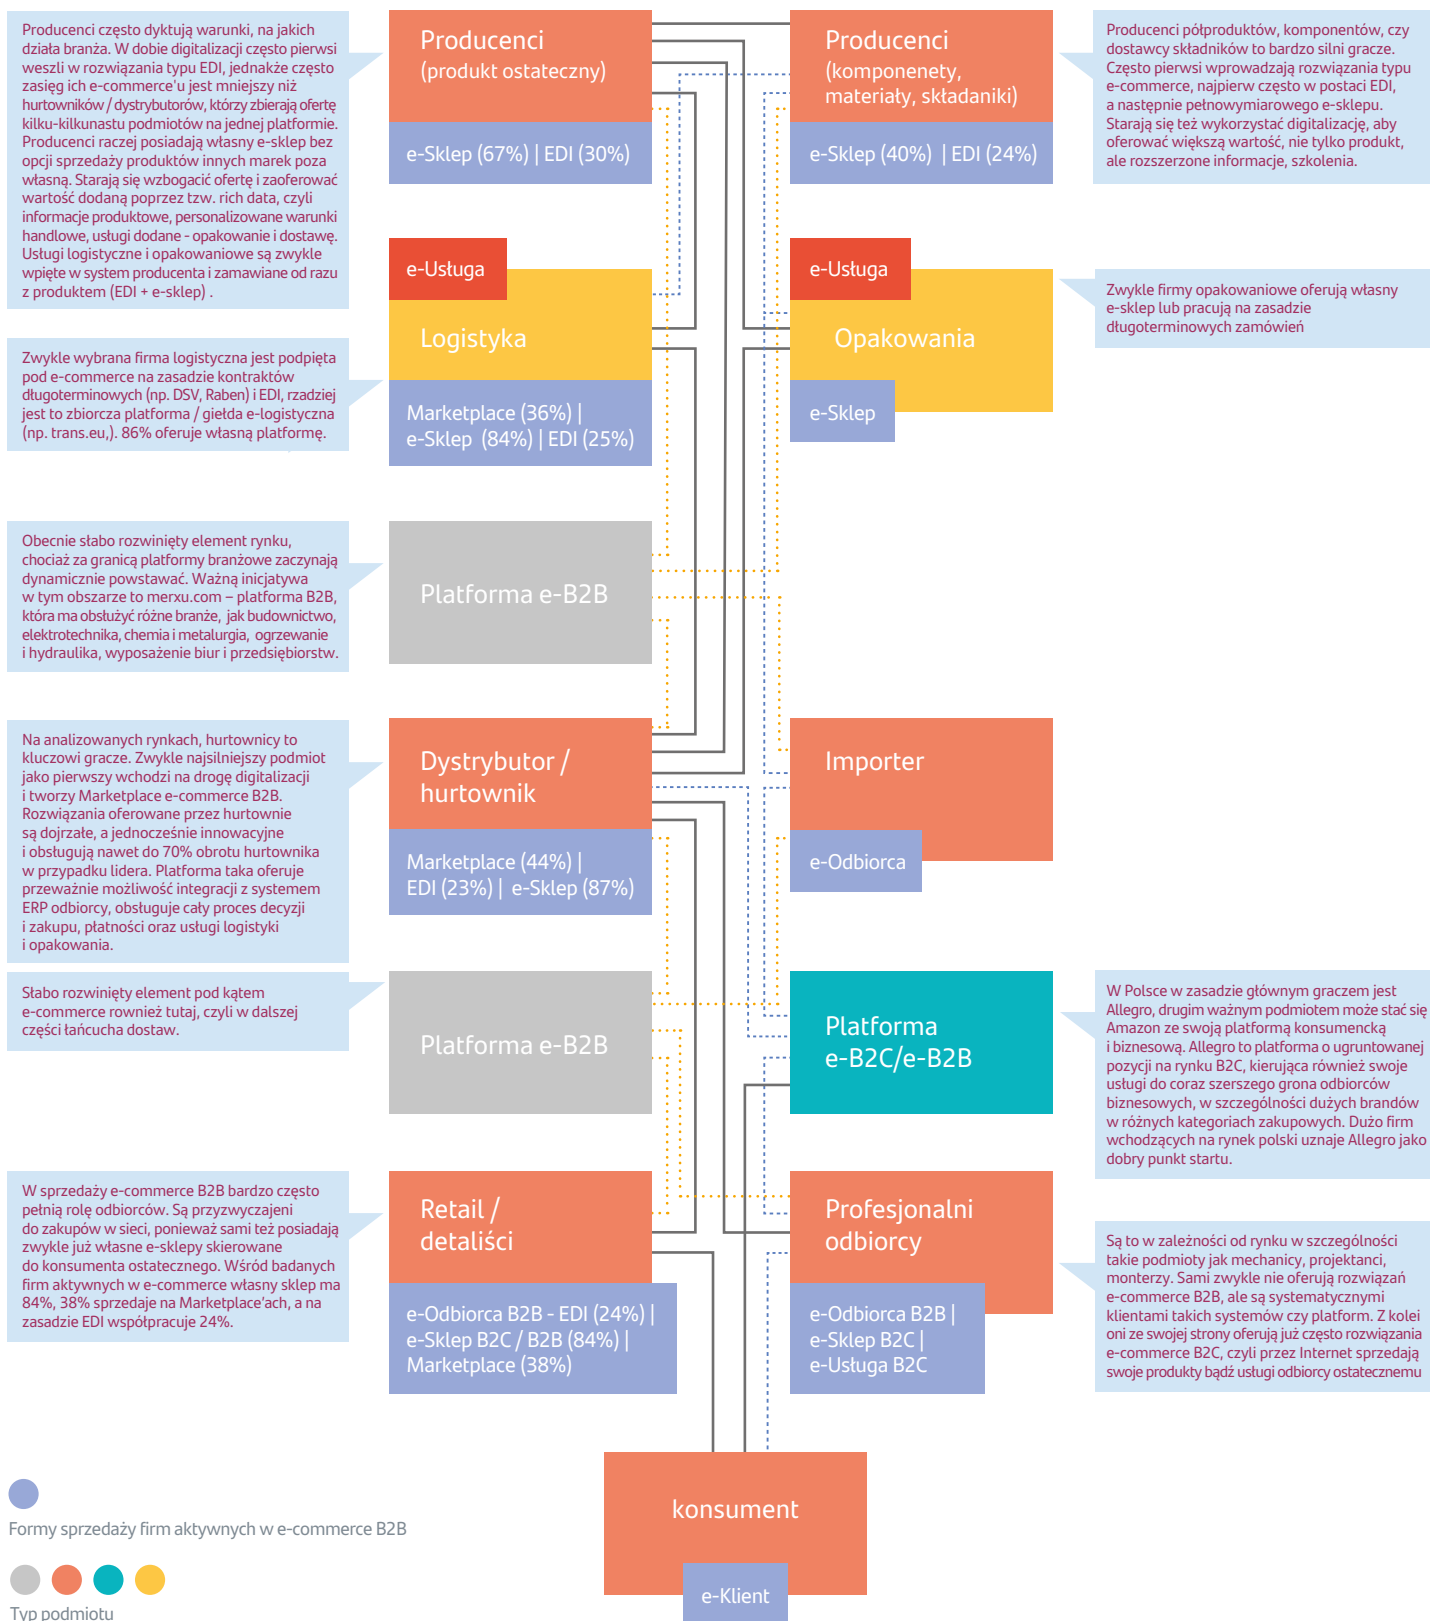 Producenci często dyktują warunki, na jakich
działa branża. W dobie digitalizacji często pierwsi
weszli w rozwiązania typu EDI, jednakże często
zasięg ich e-commerce'u jest mniejszy niż
hurtowników / dystrybutorów, którzy zbierają ofertę
kilku-kilkunastu podmiotów na jednej platformie.
Producenci raczej posiadają własny e-sklep bez
opcji sprzedaży produktów innych marek poza
własną. Starają się wzbogacić ofertę i zaoferować
wartość dodaną poprzez tzw. rich data, czyli
informacje produktowe, personalizowane warunki
handlowe, usługi dodane - opakowanie i dostawę.
Usługi logistyczne i opakowaniowe są zwykle
wpięte w system producenta i zamawiane od razu
z produktem (EDI + e-sklep) .
Producenci
(produkt ostateczny)
e-Sklep (67%) | EDI (30%)
Producenci
(komponenety,
materiały, składaniki)
e-Sklep (40%) | EDI (24%)
Producenci półproduktów, komponentów, czy
dostawcy składników to bardzo silni gracze.
Często pierwsi wprowadzają rozwiązania typu
e-commerce, najpierw często w postaci EDI,
a następnie pełnowymiarowego e-sklepu.
Starają się też wykorzystać digitalizację, aby
oferować większą wartość, nie tylko produkt,
ale rozszerzone informacje, szkolenia.
Zwykle wybrana firma logistyczna jest podpięta
pod e-commerce na zasadzie kontraktów
długoterminowych (np. DSV, Raben) i EDI, rzadziej
jest to zbiorcza platforma / giełda e-logistyczna
(np. trans.eu,). 86% oferuje własną platformę.
e-Usługa
Logistyka
Marketplace (36%) |
e-Sklep (84%) | EDI (25%)
e-Usługa
Opakowania
e-Sklep
Zwykle firmy opakowaniowe oferują własny
e-sklep lub pracują na zasadzie
długoterminowych zamówień
Obecnie słabo rozwinięty element rynku,
chociaż za granicą platformy branżowe zaczynają
dynamicznie powstawać. Ważną inicjatywa
w tym obszarze to merxu.com – platforma B2B,
która ma obsłużyć różne branże, jak budownictwo,
elektrotechnika, chemia i metalurgia, ogrzewanie
i hydraulika, wyposażenie biur i przedsiębiorstw.
Platforma e-B2B
Na analizowanych rynkach, hurtownicy to
kluczowi gracze. Zwykle najsilniejszy podmiot
jako pierwszy wchodzi na drogę digitalizacji
i tworzy Marketplace e-commerce B2B.
Rozwiązania oferowane przez hurtownie
są dojrzałe, a jednocześnie innowacyjne
i obsługują nawet do 70% obrotu hurtownika
w przypadku lidera. Platforma taka oferuje
przeważnie możliwość integracji z systemem
ERP odbiorcy, obsługuje cały proces decyzji
i zakupu, płatności oraz usługi logistyki
i opakowania.
Dystrybutor /
hurtownik
Marketplace (44%) |
EDI (23%) | e-Sklep (87%)
Importer
e-Odbiorca
Słabo rozwinięty element pod kątem
e-commerce rownież tutaj, czyli w dalszej
części łańcucha dostaw.
Platforma e-B2B
Platforma
e-B2C/e-B2B
W Polsce w zasadzie głównym graczem jest
Allegro, drugim ważnym podmiotem może stać się
Amazon ze swoją platformą konsumencką
i biznesową. Allegro to platforma o ugruntowanej
pozycji na rynku B2C, kierująca również swoje
usługi do coraz szerszego grona odbiorców
biznesowych, w szczególności dużych brandów
w różnych kategoriach zakupowych. Dużo firm
wchodzących na rynek polski uznaje Allegro jako
dobry punkt startu.
W sprzedaży e-commerce B2B bardzo często
pełnią rolę odbiorców. Są przyzwyczajeni
do zakupów w sieci, ponieważ sami też posiadają
zwykle już własne e-sklepy skierowane
do konsumenta ostatecznego. Wśród badanych
firm aktywnych w e-commerce własny sklep ma
84%, 38% sprzedaje na Marketplace'ach, a na
zasadzie EDI współpracuje 24%.
Retail /
detaliści
e-Odbiorca B2B - EDI (24%) |
e-Sklep B2C / B2B (84%) |
Marketplace (38%)
Profesjonalni
odbiorcy
e-Odbiorca B2B |
e-Sklep B2C |
e-Usługa B2C
Są to w zależności od rynku w szczególności
takie podmioty jak mechanicy, projektanci,
monterzy. Sami zwykle nie oferują rozwiązań
e-commerce B2B, ale są systematycznymi
klientami takich systemów czy platform. Z kolei
oni ze swojej strony oferują już często rozwiązania
e-commerce B2C, czyli przez Internet sprzedają
swoje produkty bądź usługi odbiorcy ostatecznemu
konsument
e-Klient
Formy sprzedaży firm aktywnych w e-commerce B2B
Typ podmiotu